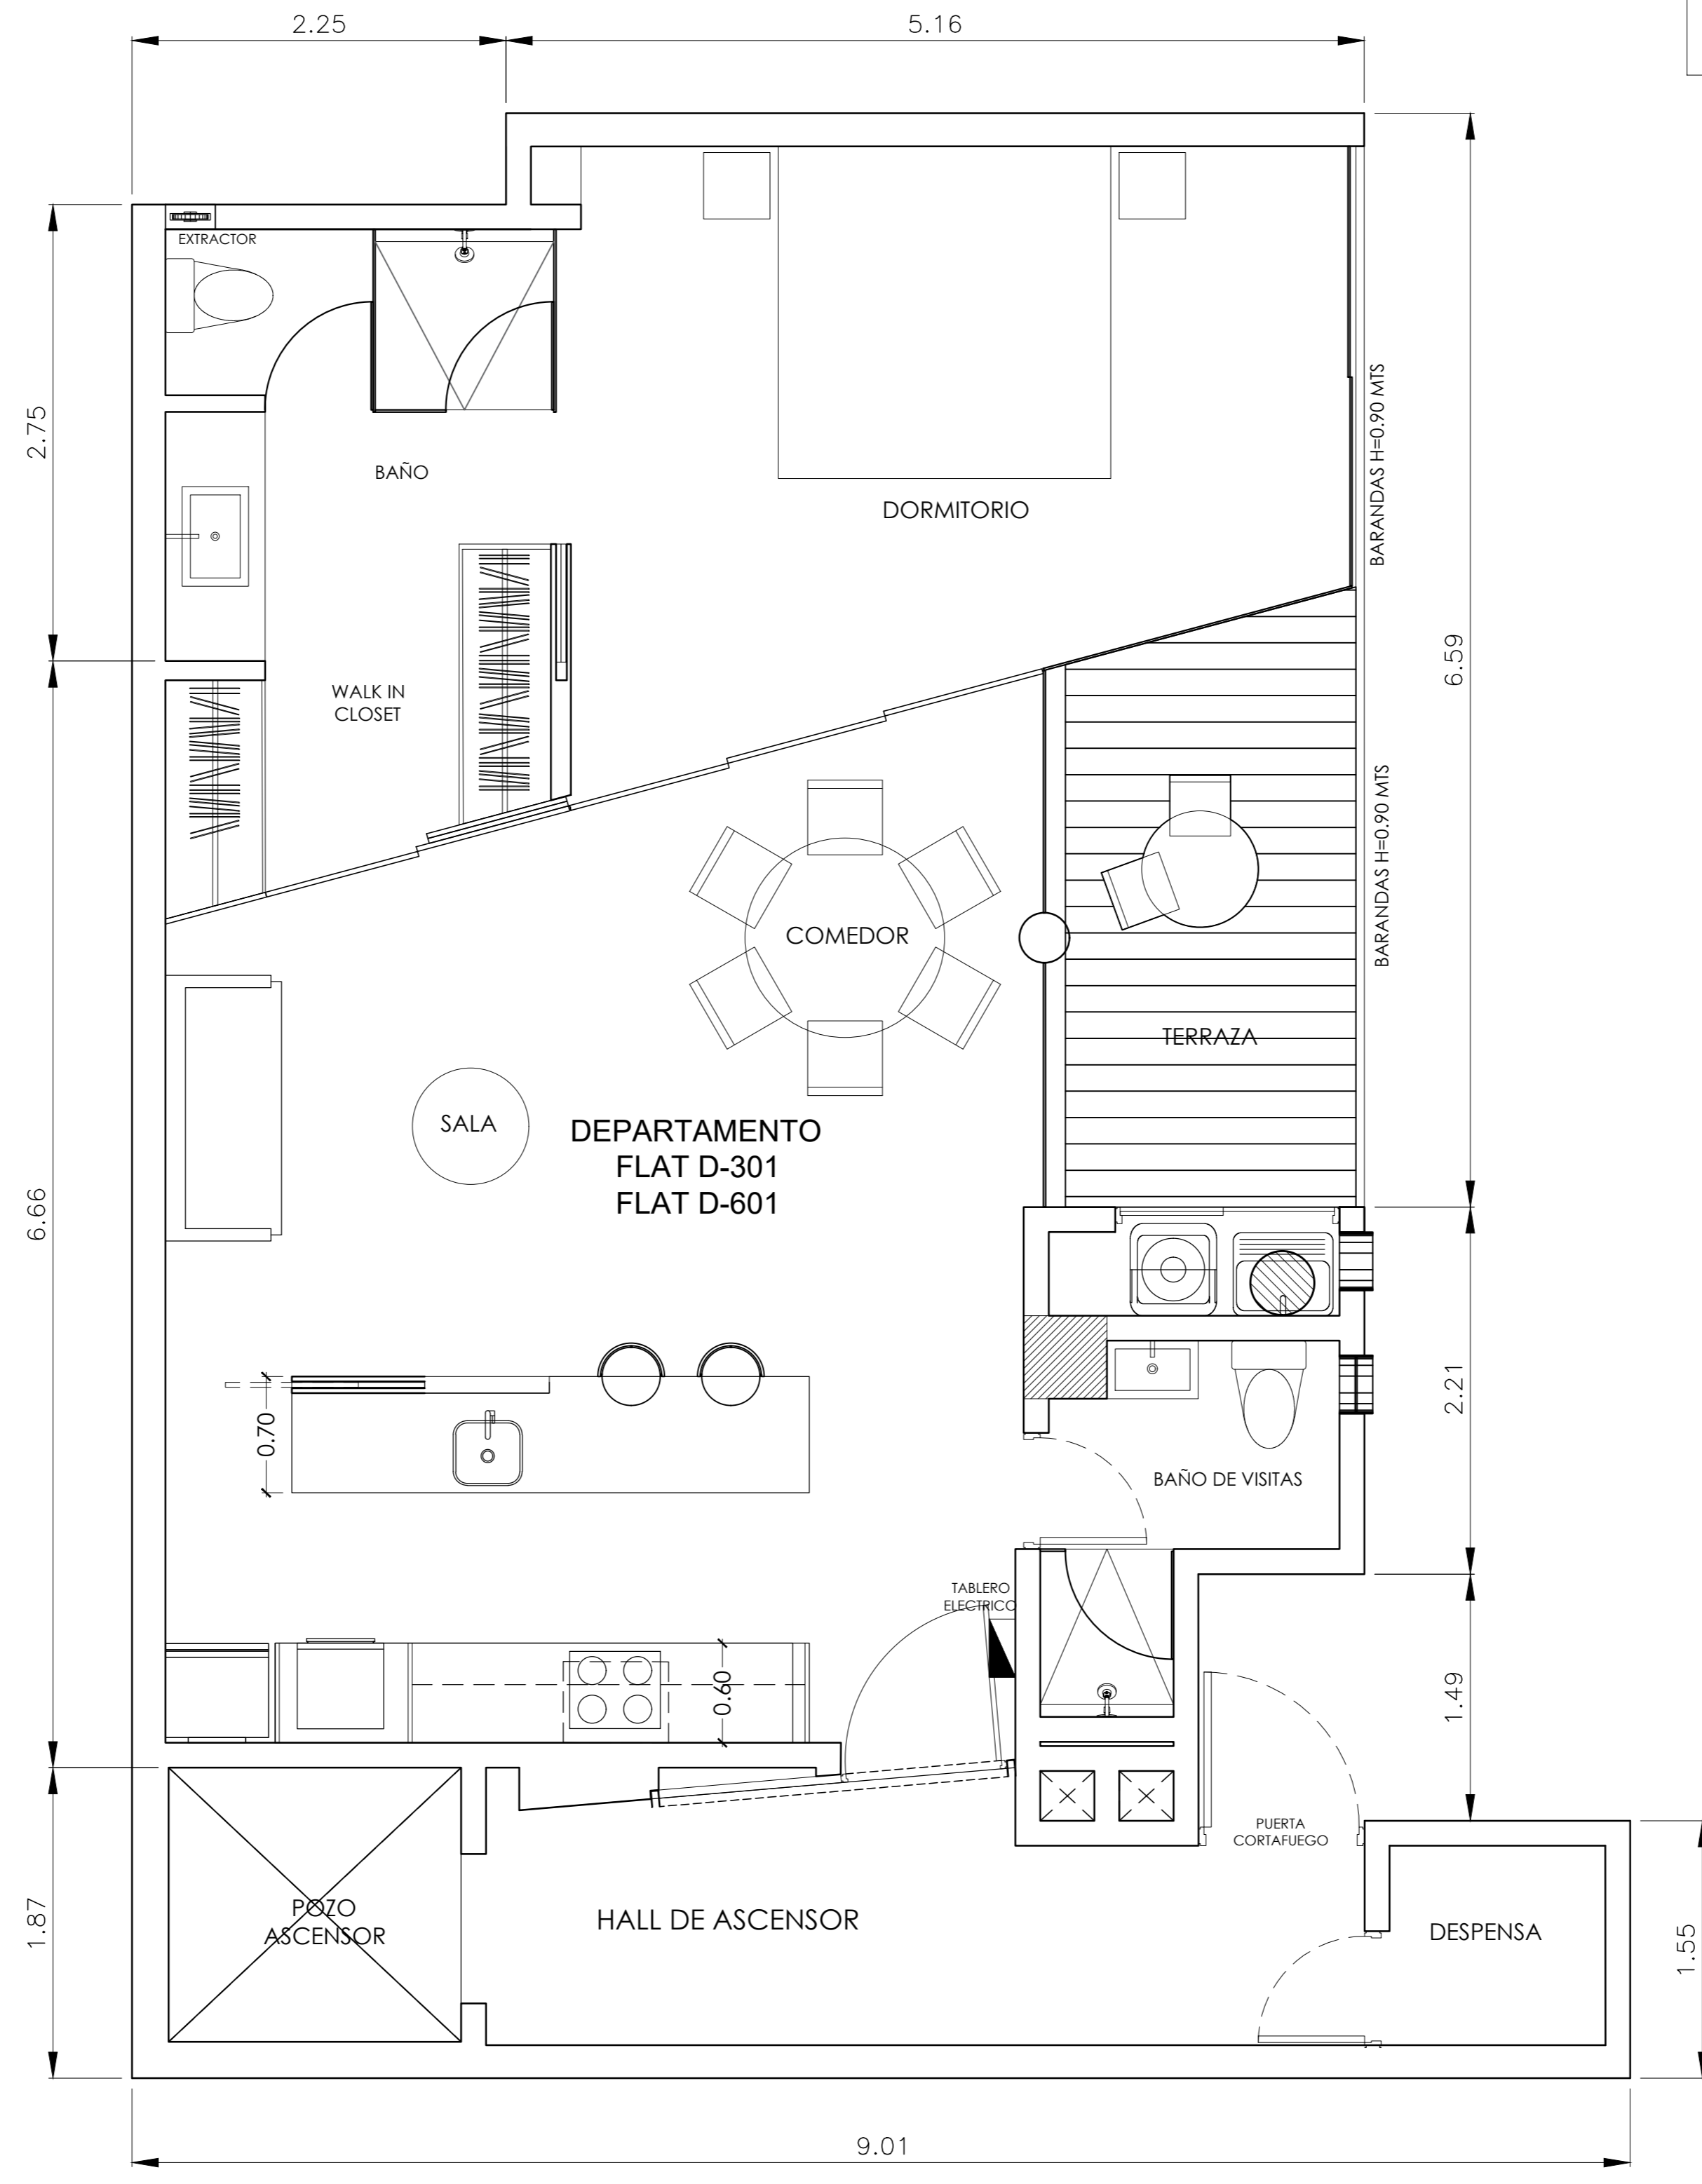 2.25
5.16
EXTRACTOR
2.75
BAÑO
DORMITORIO
BARANDAS H=0.90 MTS
6.59
WALK IN
CLOSET
BARANDAS H=0.90 MTS
COMEDOR
TERRAZA
SALA
DEPARTAMENTO
FLAT D-301
FLAT D-601
6.66
2.21
0.70
BAÑO DE VISITAS
TABLERO
ELECTRICO
0.60
1.49
PUERTA
CORTAFUEGO
POZO
ASCENSOR
HALL DE ASCENSOR
DESPENSA
1.87
1.55
9.01